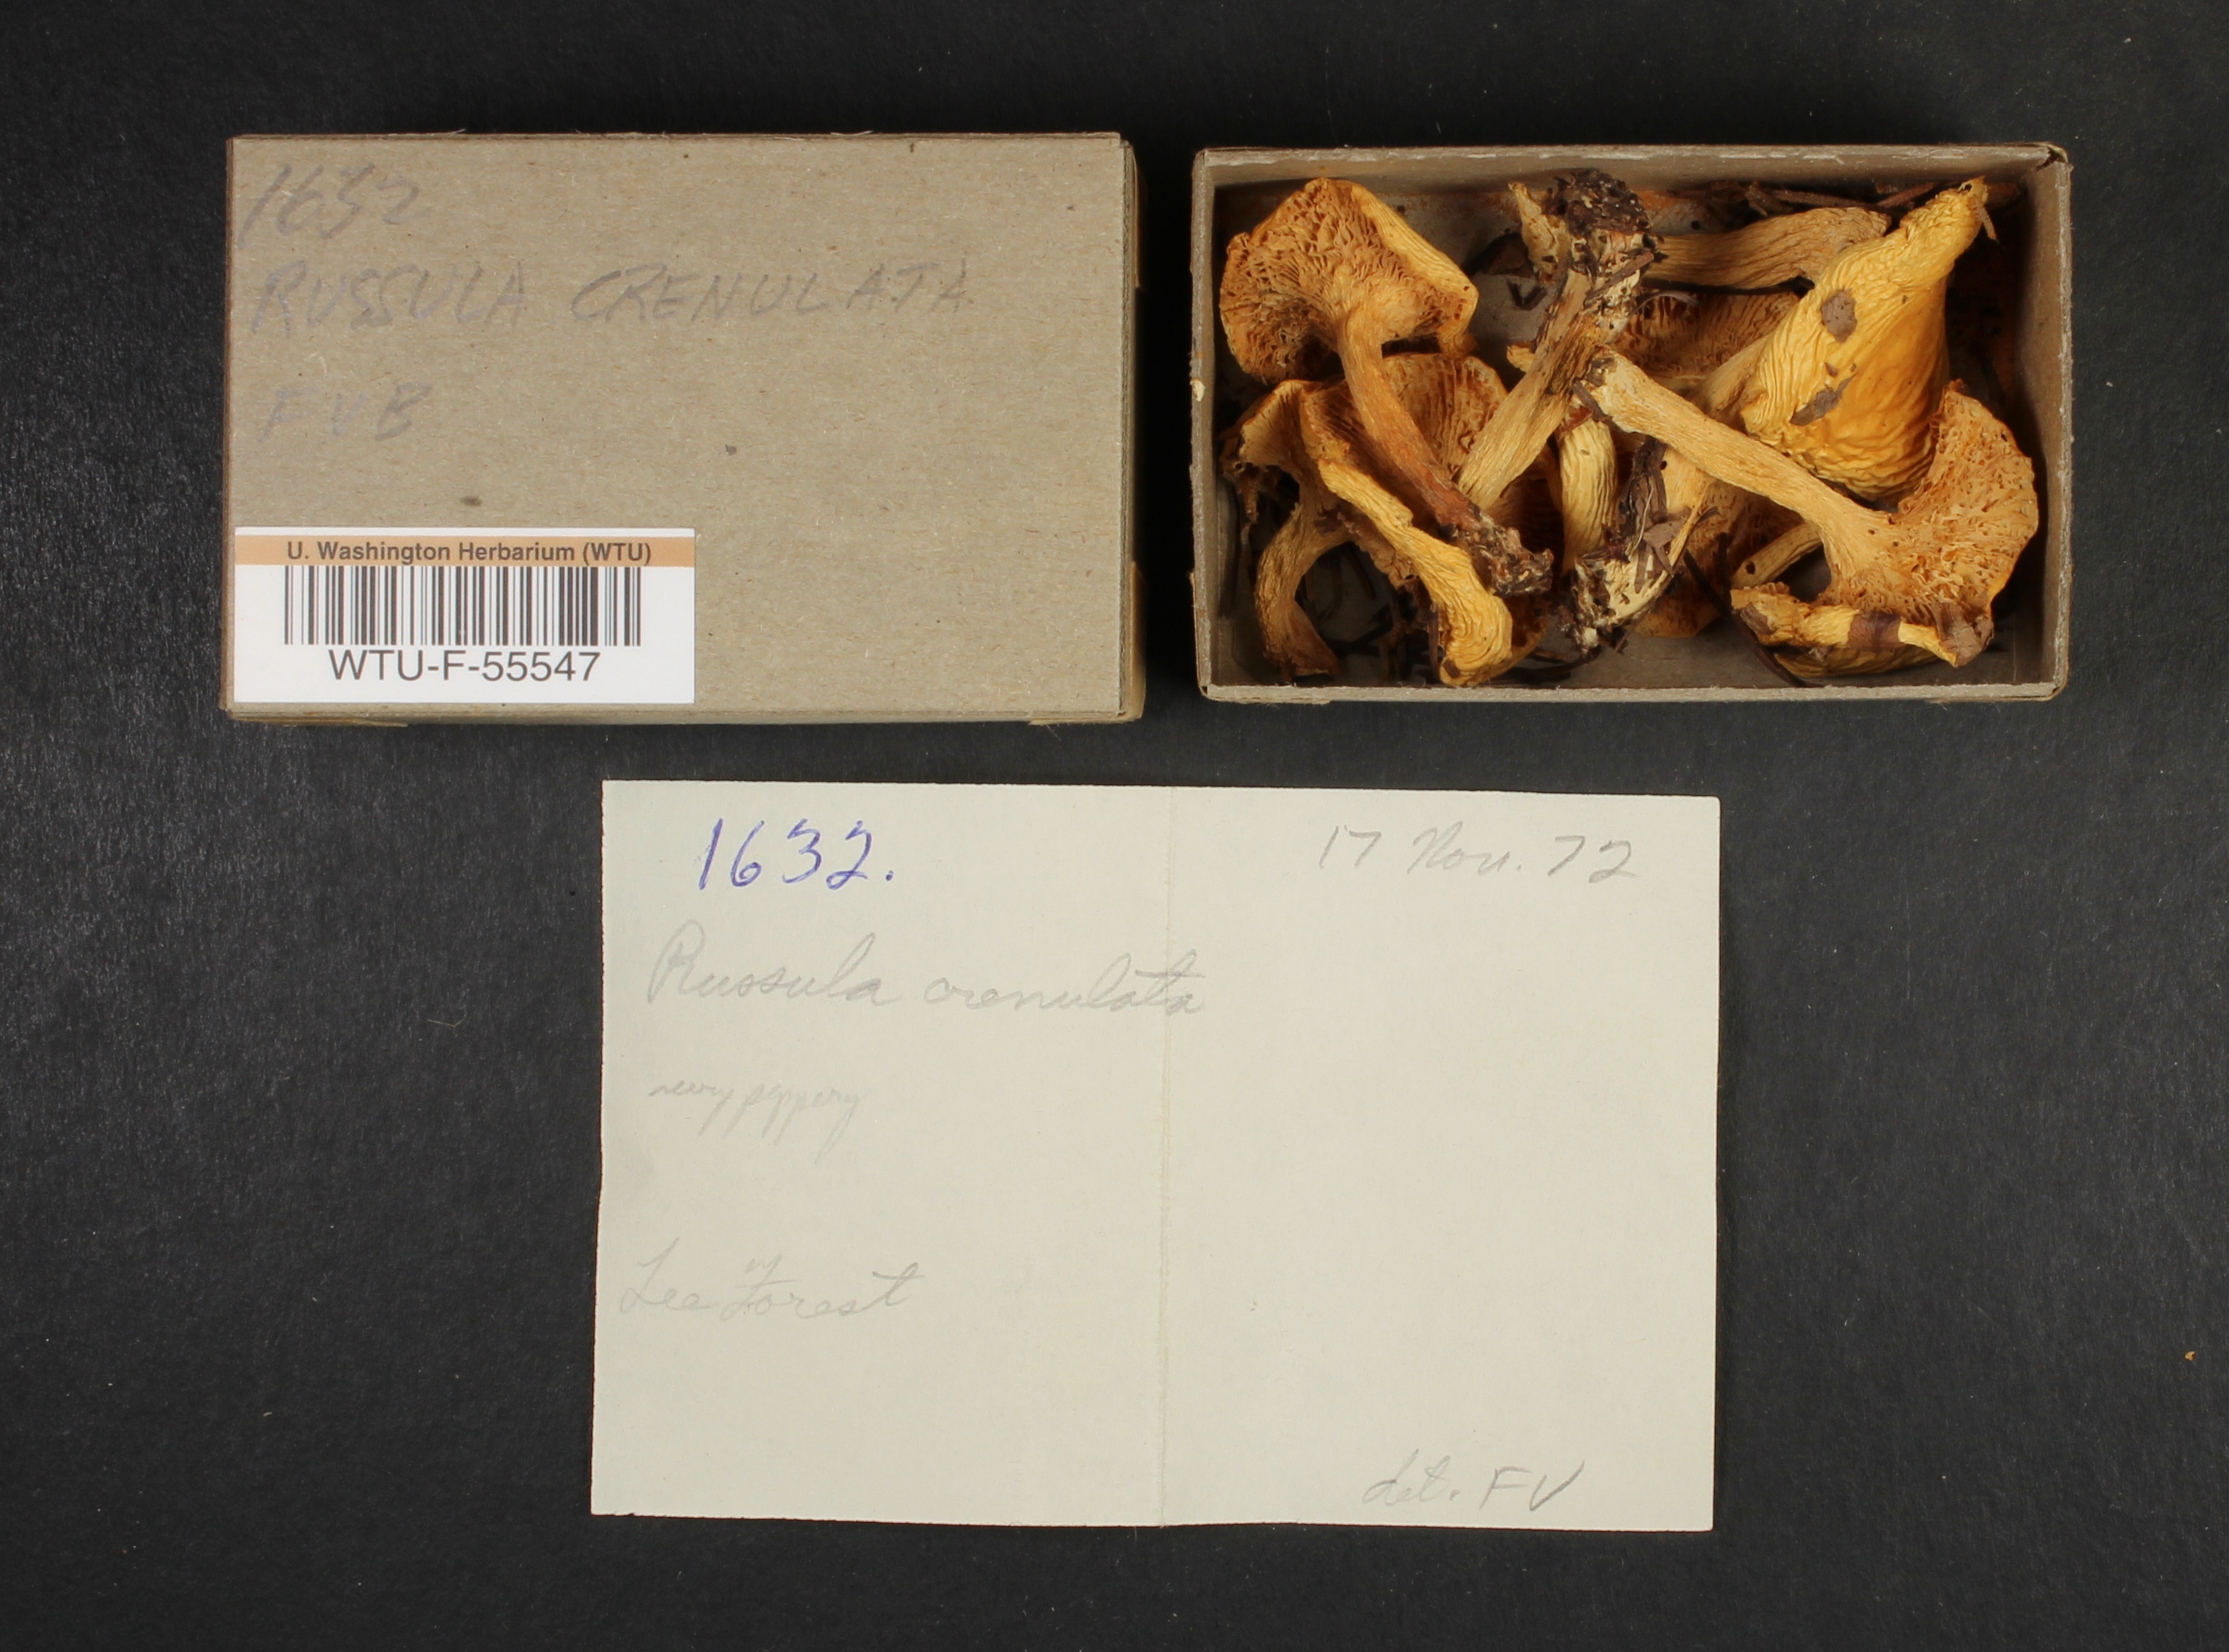 1632
RUSSULA CRENULATA
FVB
U. Washington Herbarium (WTU)
WTU-F-55547
1632.
17 Nov. 72
Russula crenulata
very peppery
Lee Forest
det. FV